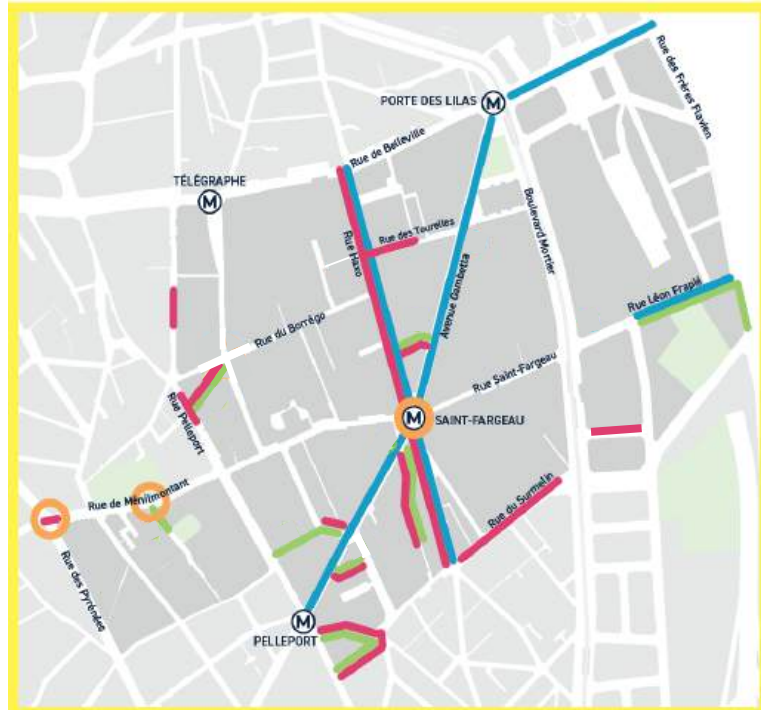 Rue des Frères Flavien
PORTE DES LILAS
M
Rue de Belleville
TÉLÉGRAPHE
M
Rue Haxo
Rue des Tourelles
Avenue Gambetta
Boulevard Mortier
Rue Léon Frapié
Rue du Borrégo
Rue Saint-Fargeau
Rue Pelleport
M
SAINT-FARGEAU
Rue de Ménilmontant
Rue du Surmelin
Rue des Pyrénées
M
PELLEPORT